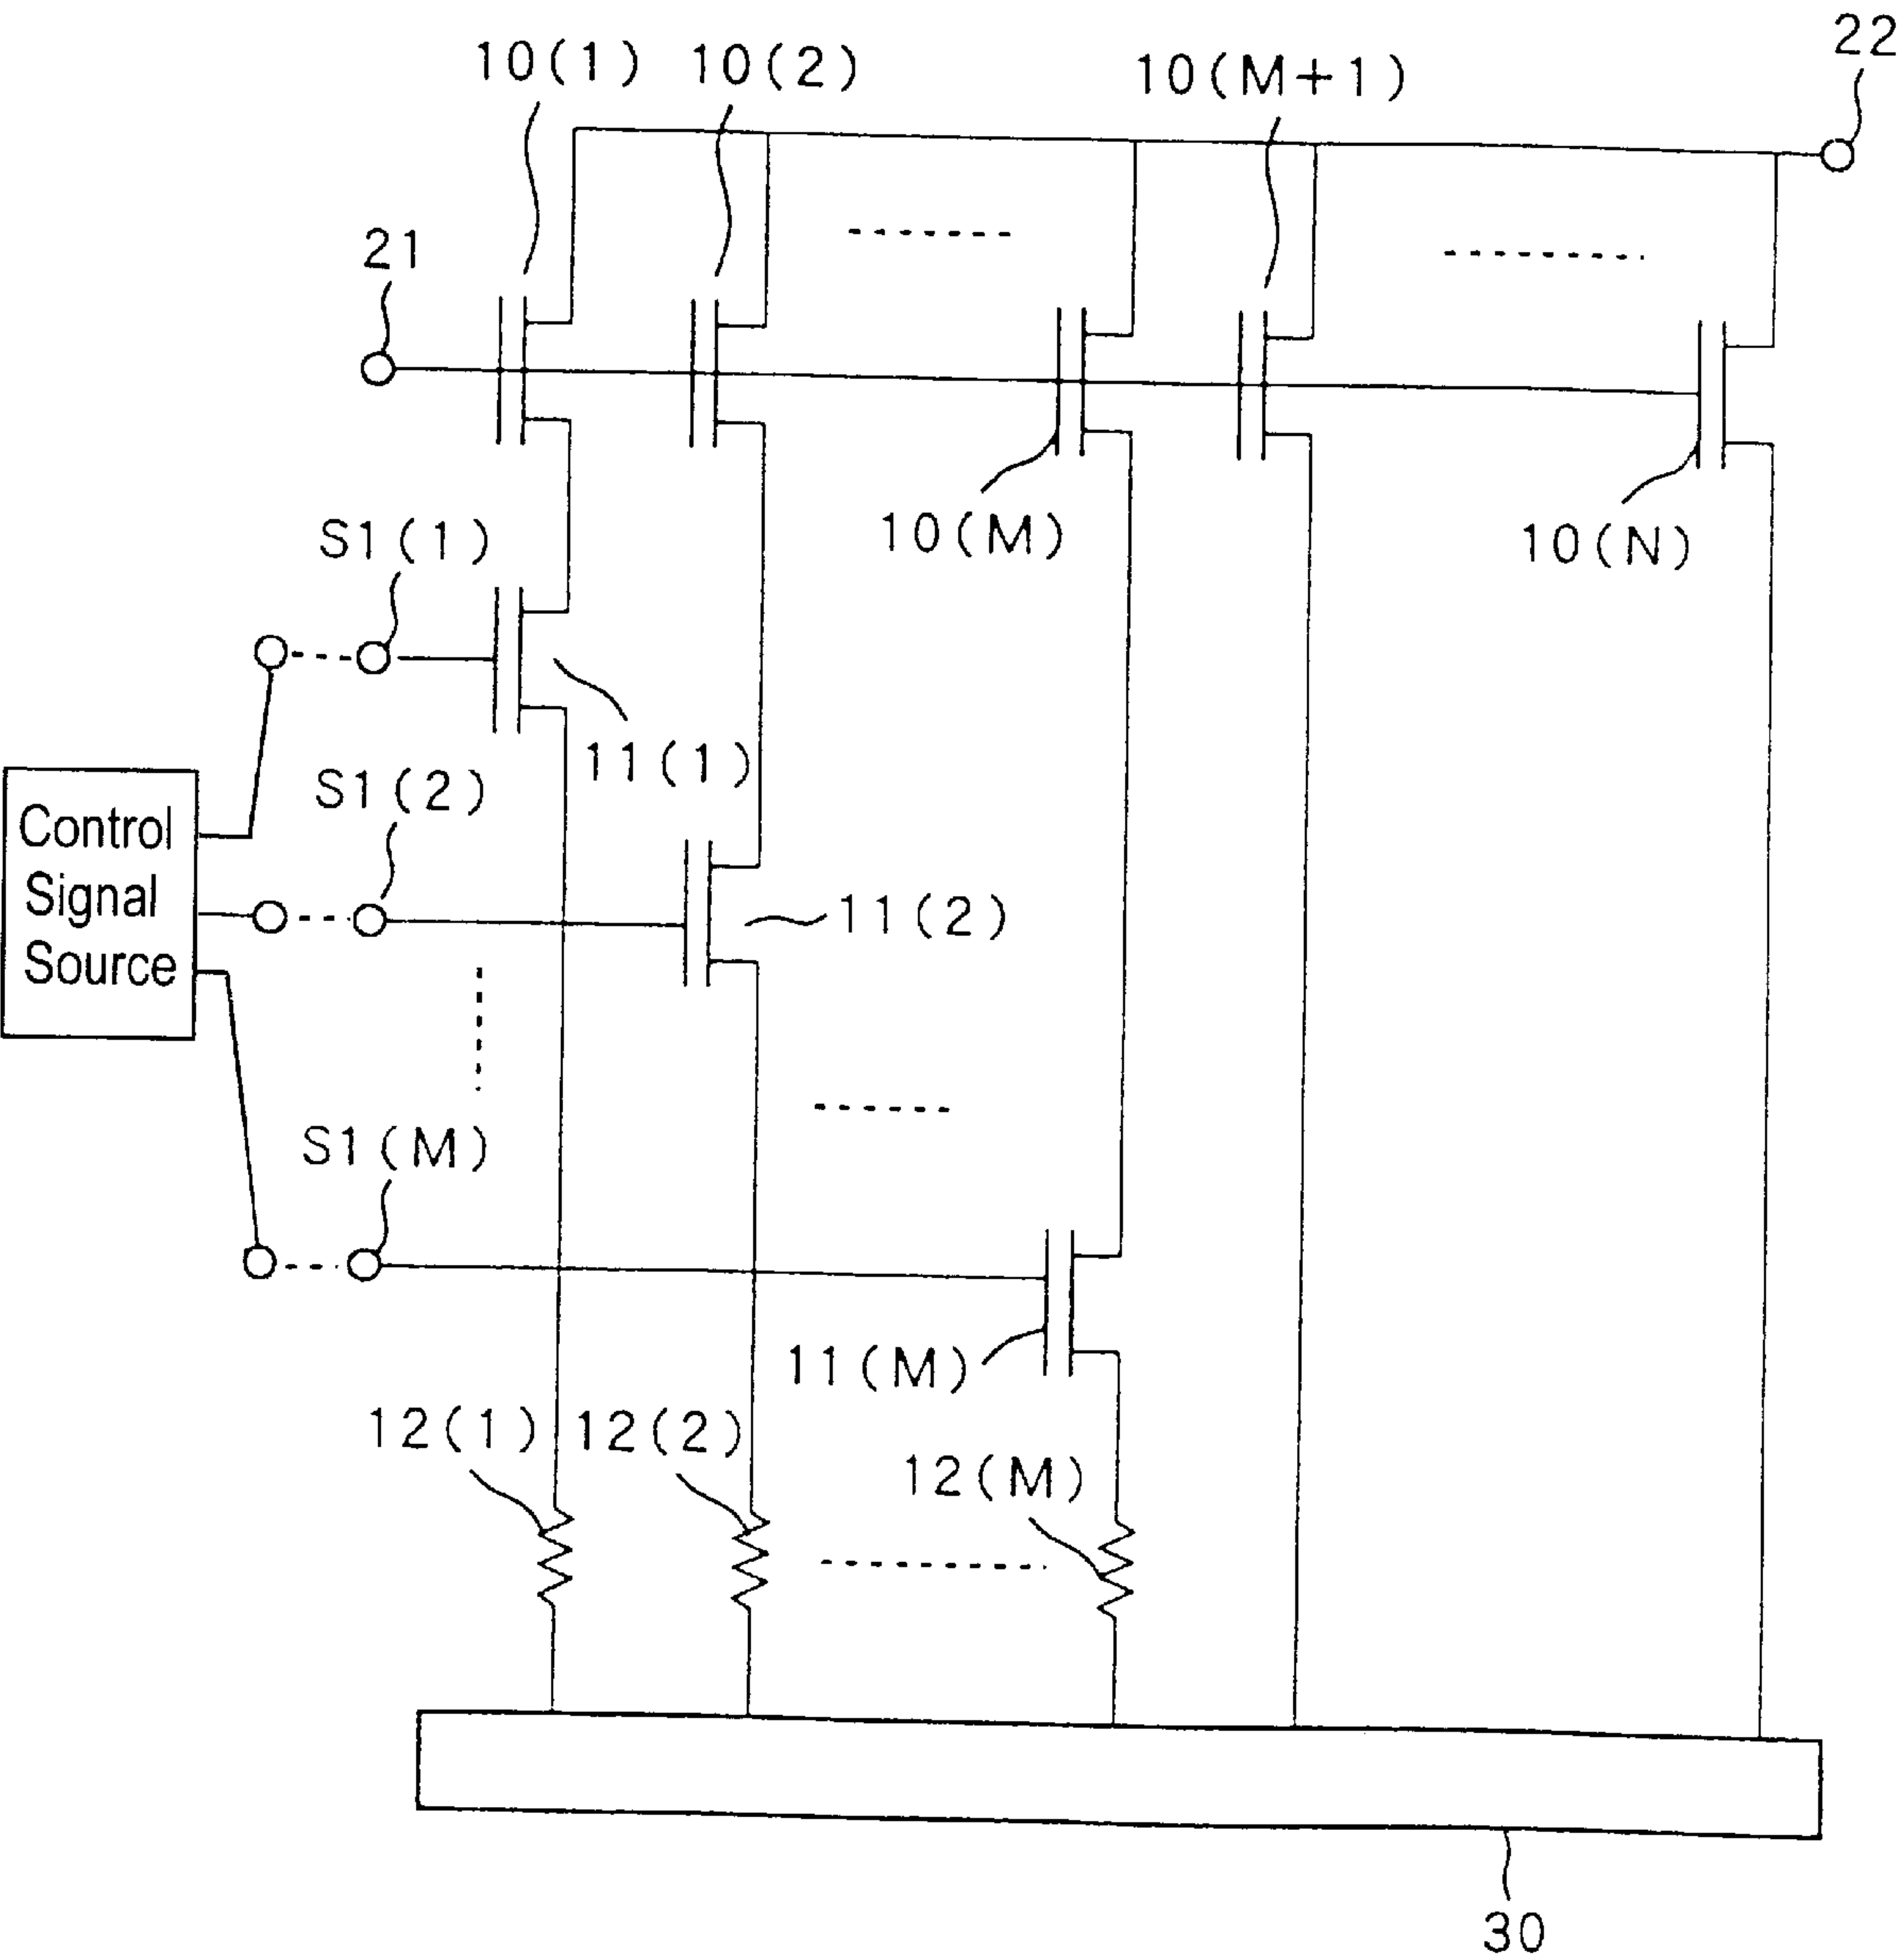 22
10(1)
10(2)
10(M+1)
21
10(M)
10(N)
S1(1)
11(1)
S1(2)
Control
Signal
Source
11(2)
S1(M)
11(M)
12(1)
12(2)
12(M)
30